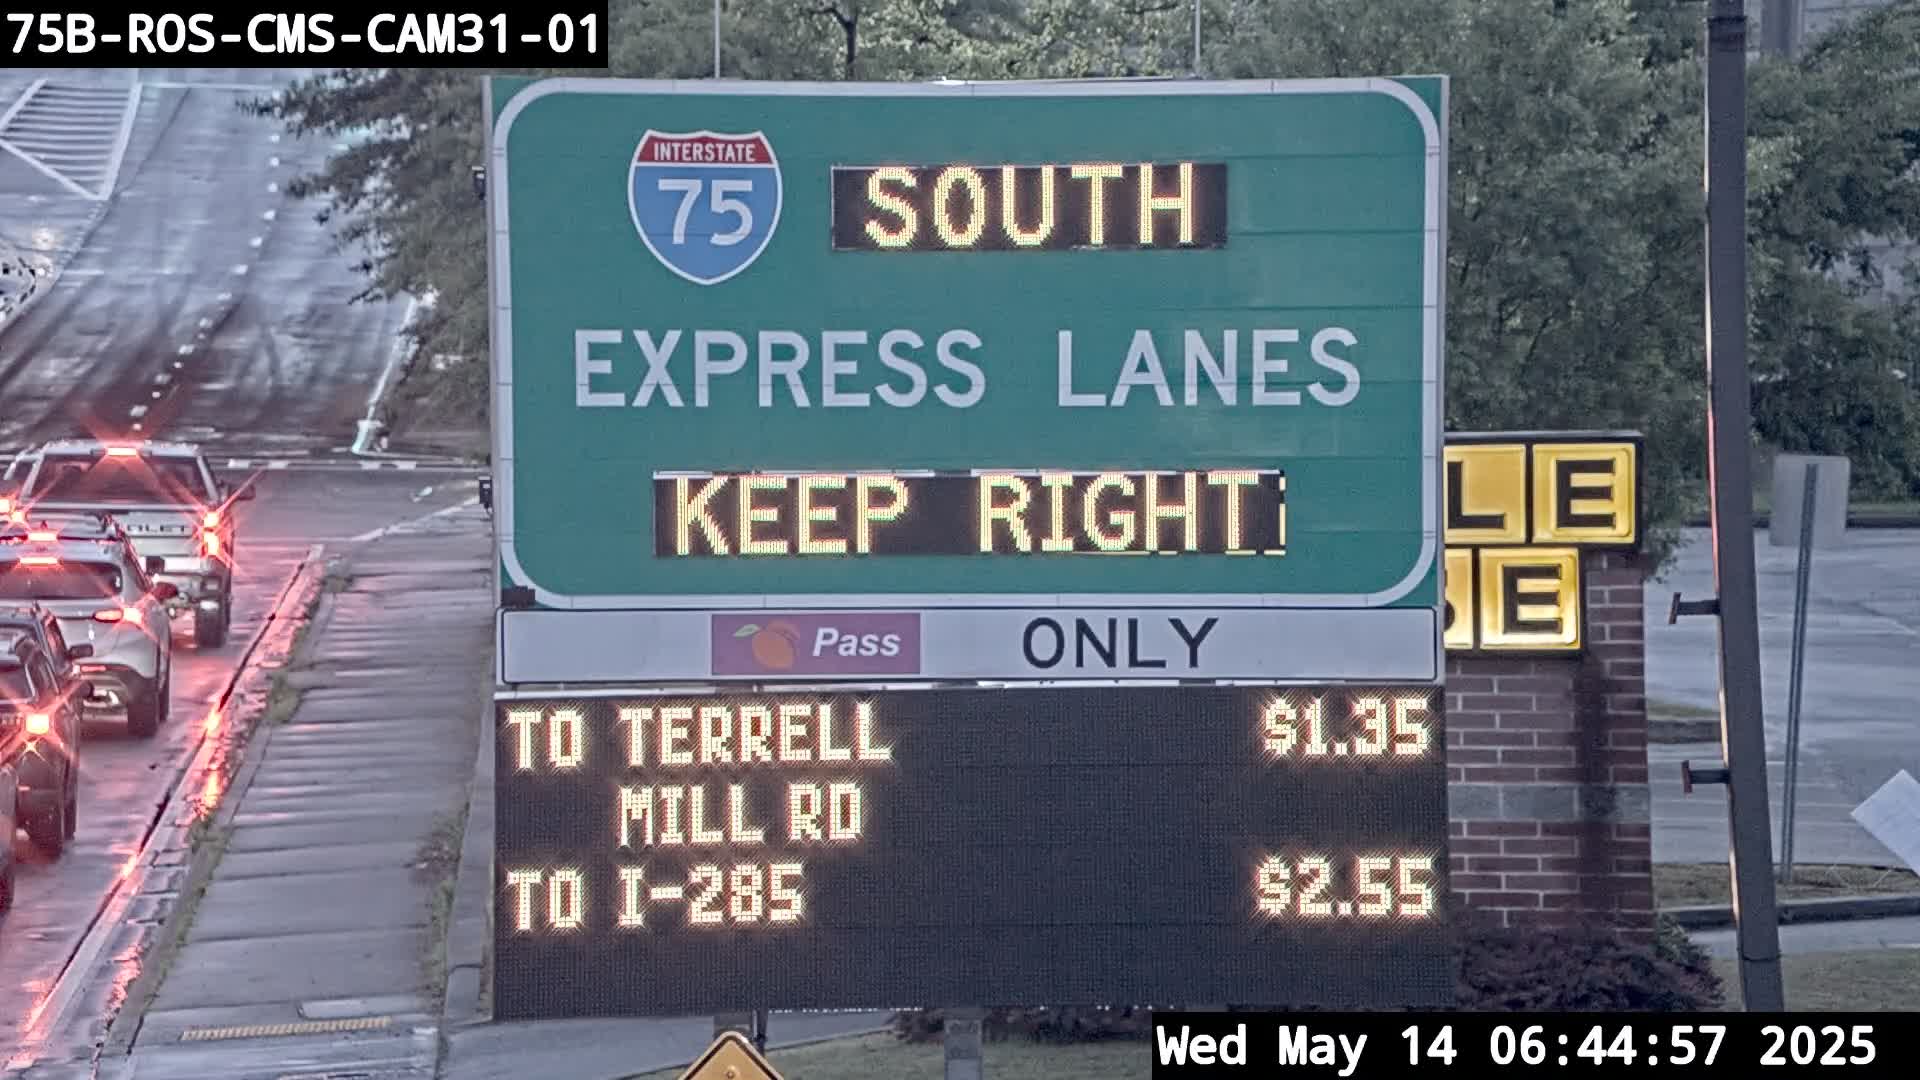 75B-ROS-CMS-CAM31-01
INTERSTATE
75
SOUTH
EXPRESS LANES
KEEP RIGHT
Pass ONLY
TO TERRELL $1.35
MILL RD
TO I-285 $2.55
LE
E
Wed May 14 06:44:57 2025